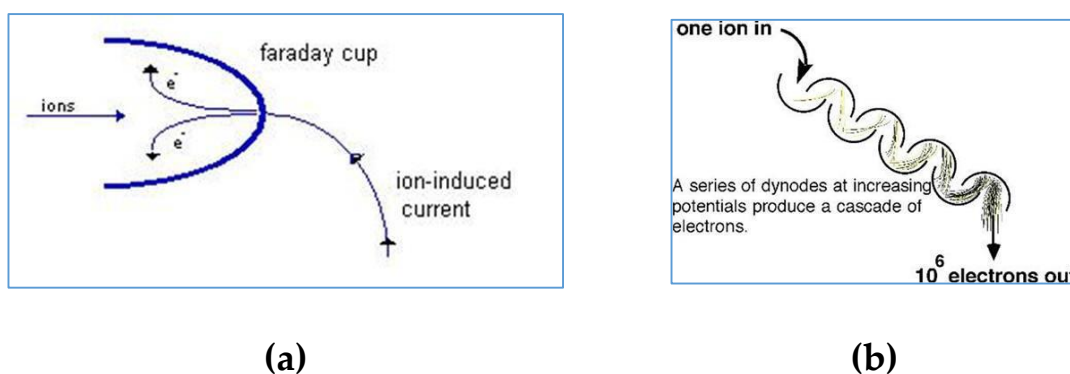 faraday cup
e-
ions
e-
ion-induced
current
(a)
one ion in
A series of dynodes at increasing
potentials produce a cascade of
electrons.
10^6 electrons out
(b)